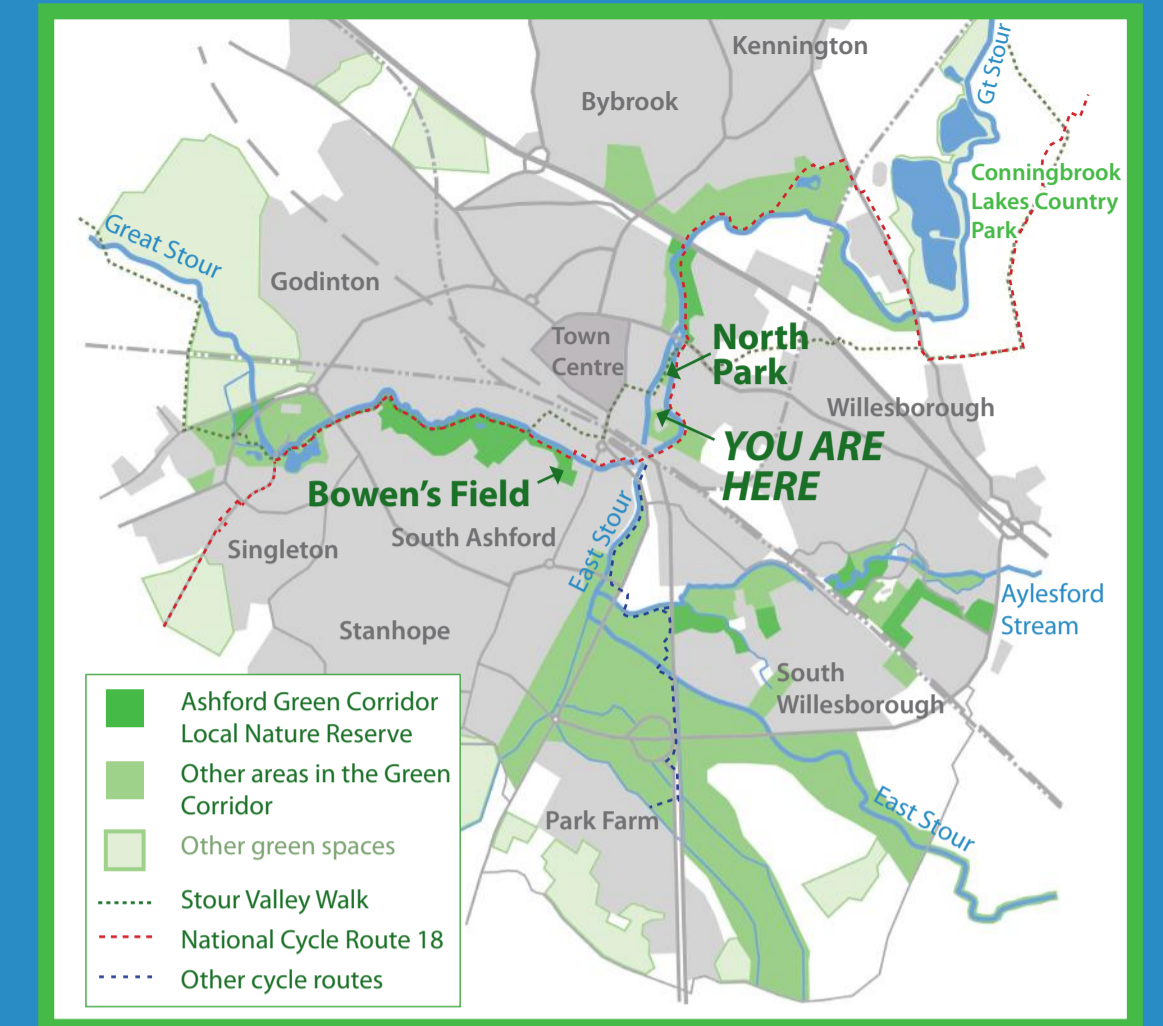 Kennington
Bybrook
Gt Stour
Conningbrook
Lakes Country
Park
Great Stour
Godinton
Town
Centre
North
Park
Willesborough
YOU ARE
HERE
Bowen's Field
South Ashford
East Stour
Singleton
Aylesford
Stream
Stanhope
South
Willesborough
East Stour
Park Farm
Ashford Green Corridor
Local Nature Reserve
Other areas in the Green
Corridor
Other green spaces
Stour Valley Walk
National Cycle Route 18
Other cycle routes